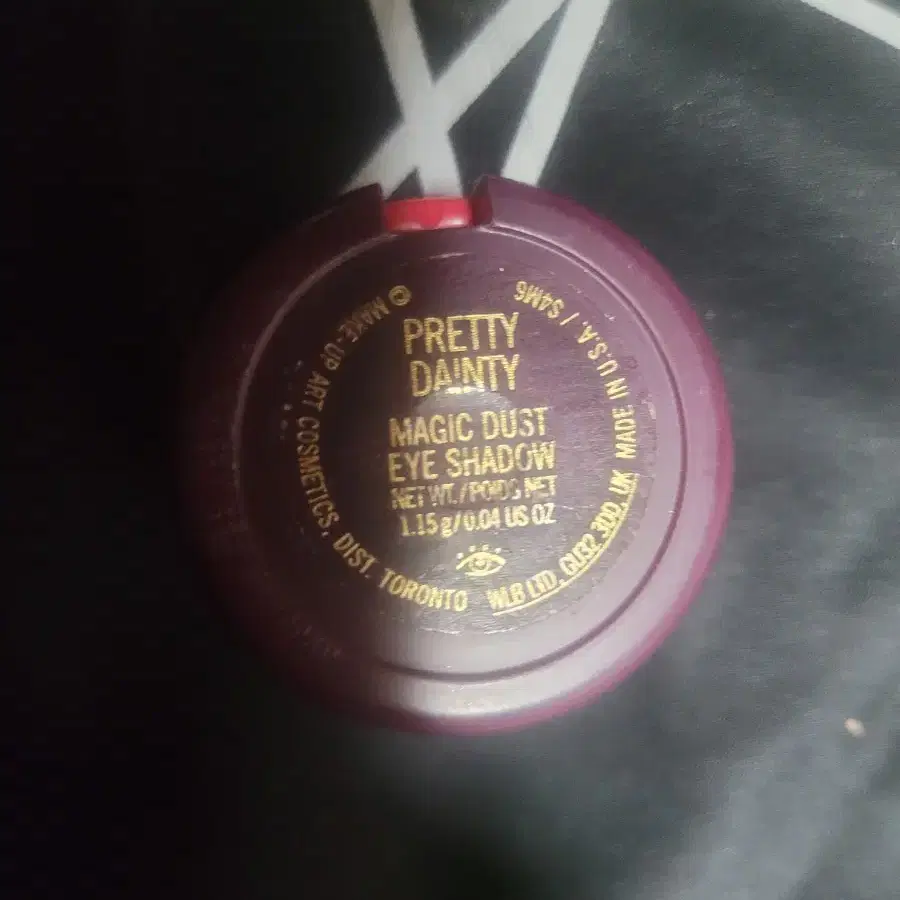 PRETTY
DAINTY
MAGIC DUST
EYE SHADOW
NET WT./POIDS NET
1.15 g/0.04 US OZ
© MAKE-UP ART COSMETICS, DIST. TORONTO WLB LTD, GU32 3DD, UK MADE IN U.S.A. / S4M6